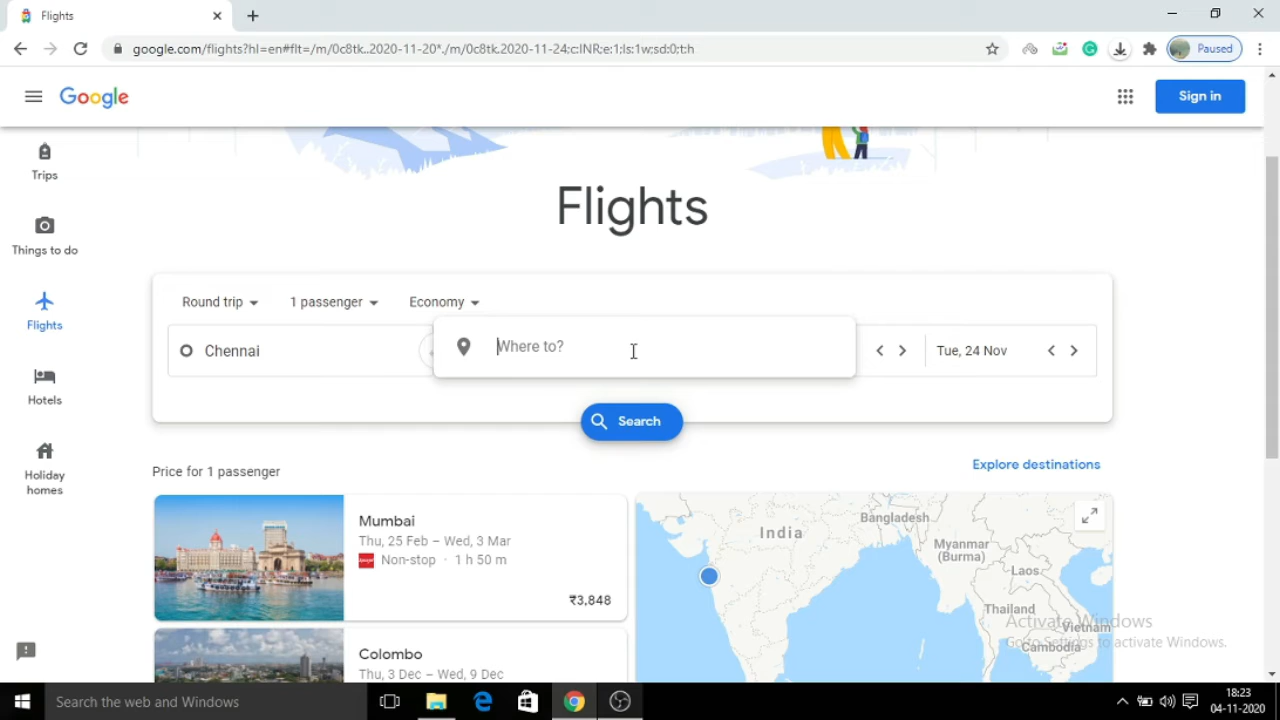 Flights
google.com/flights?hl=en#flt=/m/0c8tk..2020-11-20*./m/0c8tk.2020-11-24;c:INR;e:1;ls:1w;sd:0;t:h
Paused
Google
Sign in
Trips
Things to do
Flights
Hotels
Holiday
homes
Flights
Round trip
1 passenger
Economy
Chennai
Where to?
Tue, 24 Nov
Search
Price for 1 passenger
Explore destinations
Mumbai
Thu, 25 Feb – Wed, 3 Mar
Non-stop · 1 h 50 m
₹3,848
Colombo
Thu, 3 Dec – Wed, 9 Dec
India
Bangladesh
Myanmar
(Burma)
Laos
Thailand
Vietnam
Cambodia
Activate Windows
Go to Settings to activate Windows.
Search the web and Windows
18:23
04-11-2020